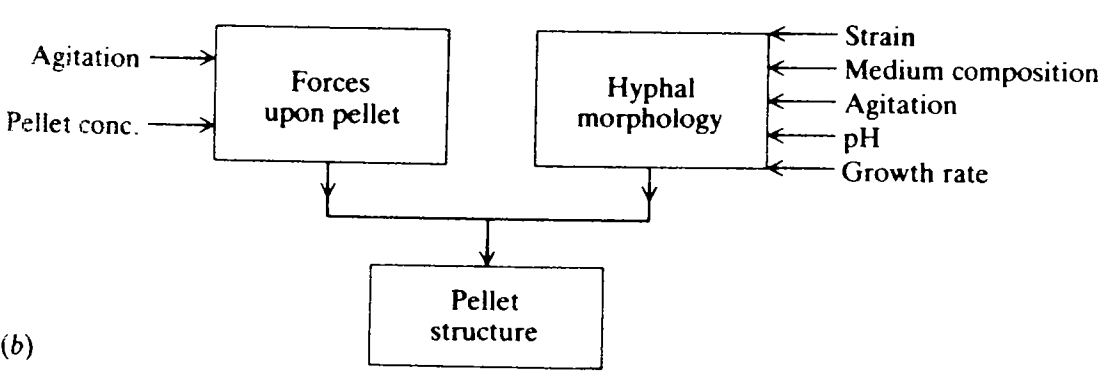 Agitation
Pellet conc.
Forces
upon pellet
Hyphal
morphology
Strain
Medium composition
Agitation
pH
Growth rate
Pellet
structure
(b)